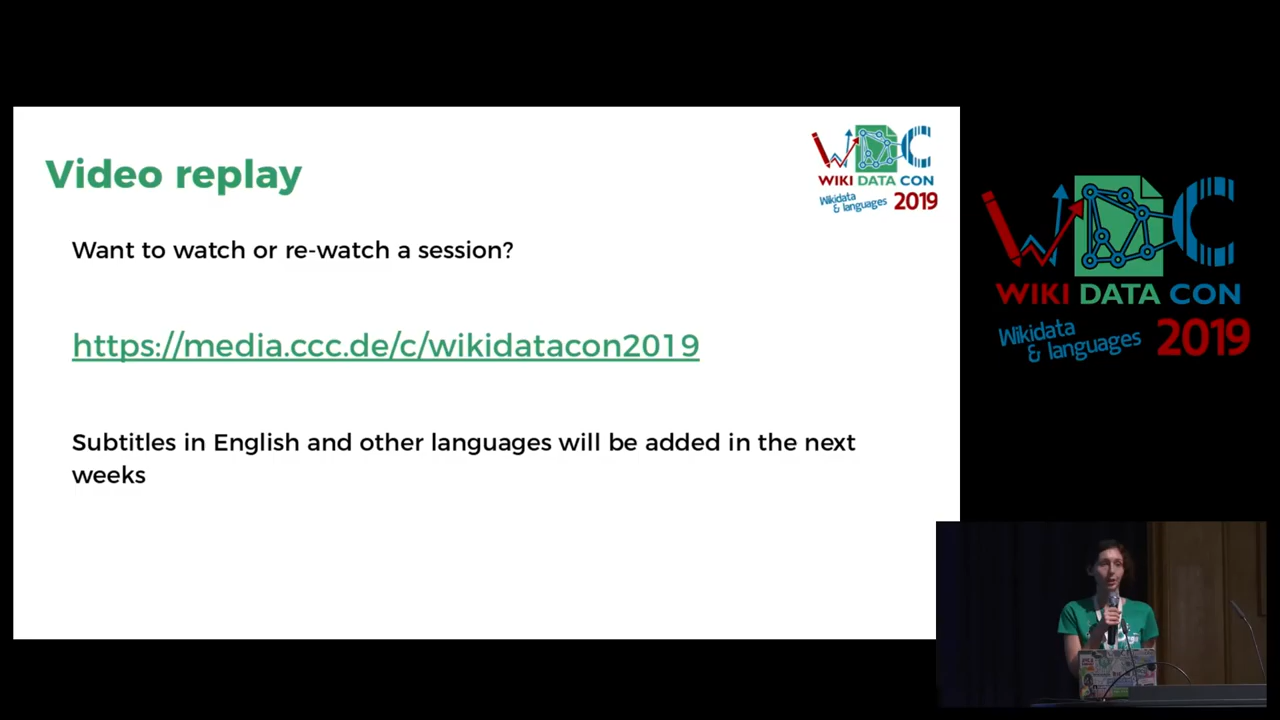 Video replay
WIKI DATA CON
Wikidata
& languages 2019
Want to watch or re-watch a session?
https://media.ccc.de/c/wikidatacon2019
Subtitles in English and other languages will be added in the next
weeks
WDC
WIKI DATA CON
Wikidata
& languages 2019